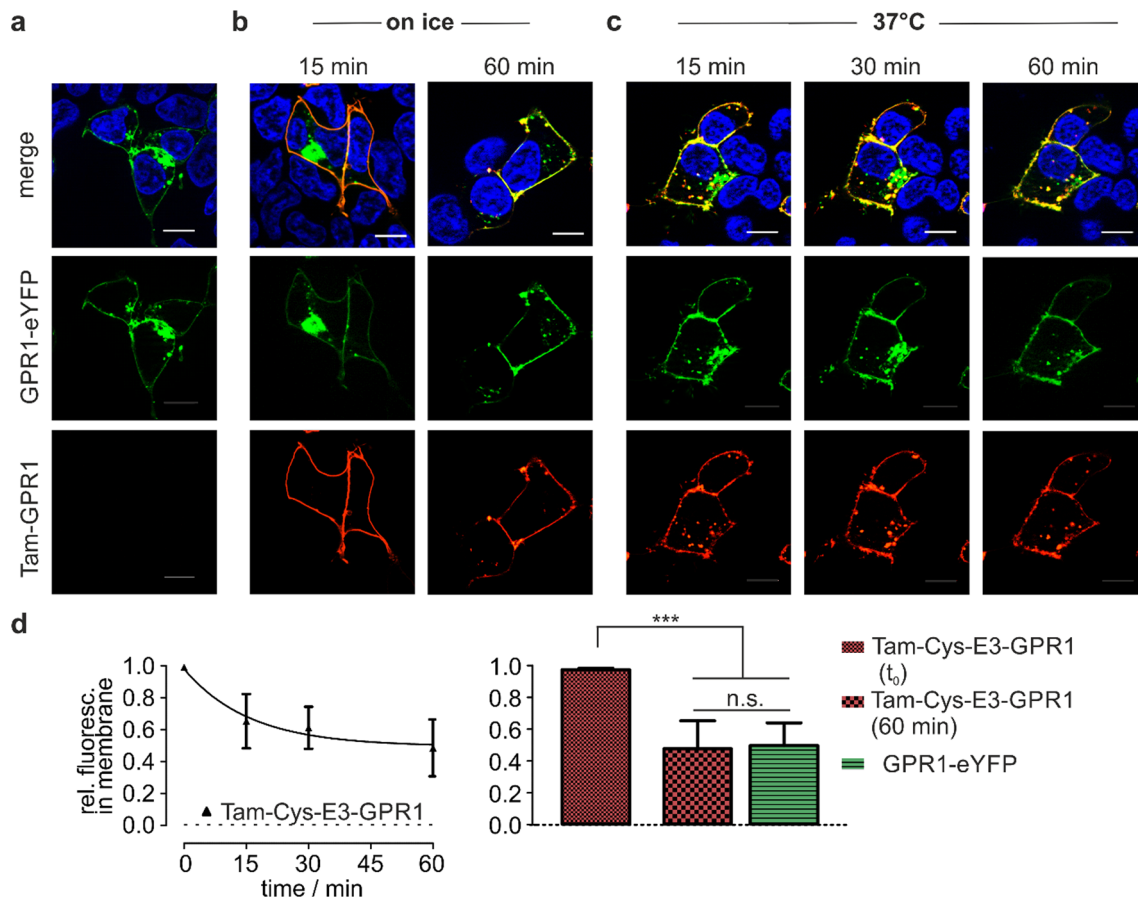 a
b
on ice
c
37°C
15 min
60 min
15 min
30 min
60 min
merge
GPR1-eYFP
Tam-GPR1
d
rel. fluoresc.
in membrane
1.0
0.8
0.6
0.4
0.2
0.0
▲ Tam-Cys-E3-GPR1
0
15
30
45
60
time / min
1.0
0.8
0.6
0.4
0.2
0.0
***
n.s.
Tam-Cys-E3-GPR1
(t₀)
Tam-Cys-E3-GPR1
(60 min)
GPR1-eYFP